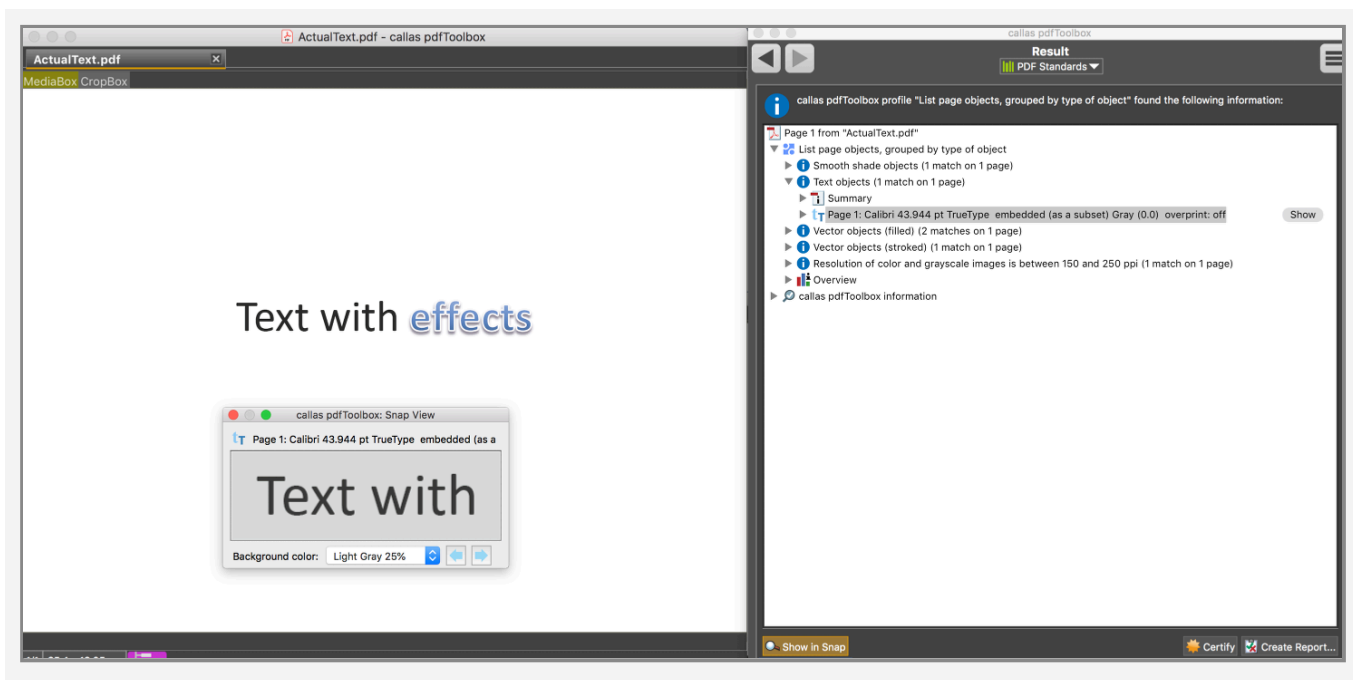 ActualText.pdf - callas pdfToolbox
ActualText.pdf
MediaBox CropBox
Text with effects
callas pdfToolbox: Snap View
Page 1: Calibri 43.944 pt TrueType embedded (as a
Text with
Background color: Light Gray 25%
callas pdfToolbox
Result
PDF Standards
callas pdfToolbox profile "List page objects, grouped by type of object" found the following information:
Page 1 from "ActualText.pdf"
List page objects, grouped by type of object
Smooth shade objects (1 match on 1 page)
Text objects (1 match on 1 page)
Summary
Page 1: Calibri 43.944 pt TrueType embedded (as a subset) Gray (0.0) overprint: off Show
Vector objects (filled) (2 matches on 1 page)
Vector objects (stroked) (1 match on 1 page)
Resolution of color and grayscale images is between 150 and 250 ppi (1 match on 1 page)
Overview
callas pdfToolbox information
Show in Snap Certify Create Report...